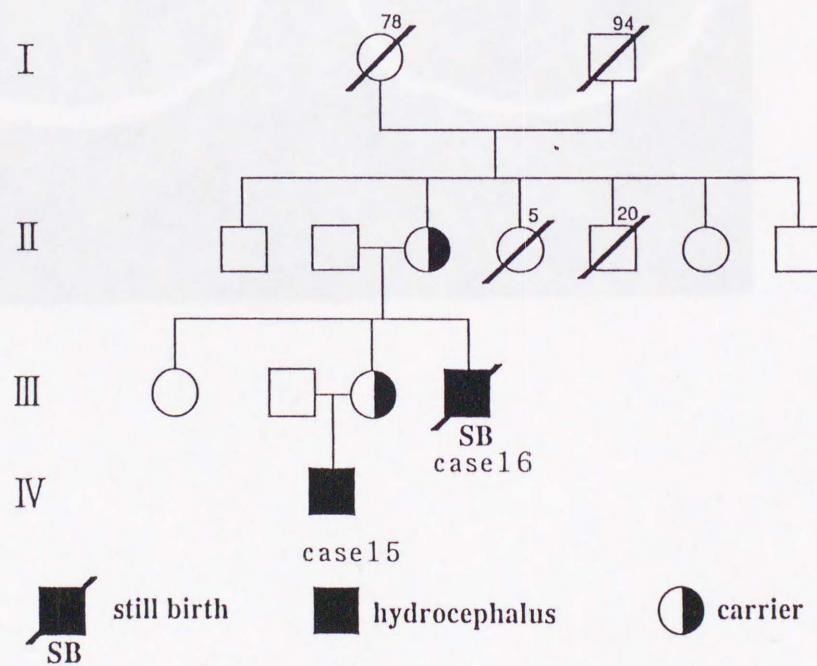 78 94
I
5 20
II
III
SB
case16
IV
case15
still birth hydrocephalus carrier
SB